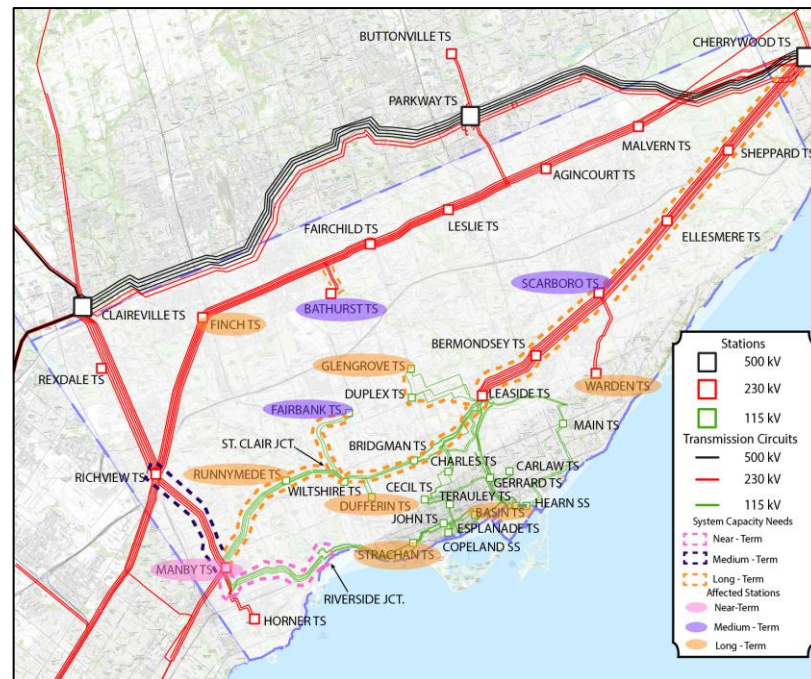 BUTTONVILLE TS
CHERRYWOOD TS
PARKWAY TS
MALVERN TS
SHEPPARD TS
AGINCOURT TS
LESLIE TS
ELLESMERE TS
FAIRCHILD TS
SCARBORO TS
BATHURST TS
CLAIREVILLE TS
FINCH TS
BERMONDSEY TS
GLENGROVE TS
REXDALE TS
WARDEN TS
DUPLEX TS
LEASIDE TS
FAIRBANK TS
MAIN TS
ST. CLAIR JCT.
BRIDGMAN TS
CHARLES TS
CARLAW TS
RICHVIEW TS
RUNNYMEDE TS
WILTSHIRE TS
CECIL TS
GERRARD TS
TERAULEY TS
HEARN SS
DUFFERIN TS
BASIN TS
JOHN TS
ESPLANADE TS
STRACHAN TS
COPELAND SS
MANBY TS
RIVERSIDE JCT.
HORNER TS
Stations
500 kV
230 kV
115 kV
Transmission Circuits
500 kV
230 kV
115 kV
System Capacity Needs
Near - Term
Medium - Term
Long - Term
Affected Stations
Near-Term
Medium - Term
Long - Term